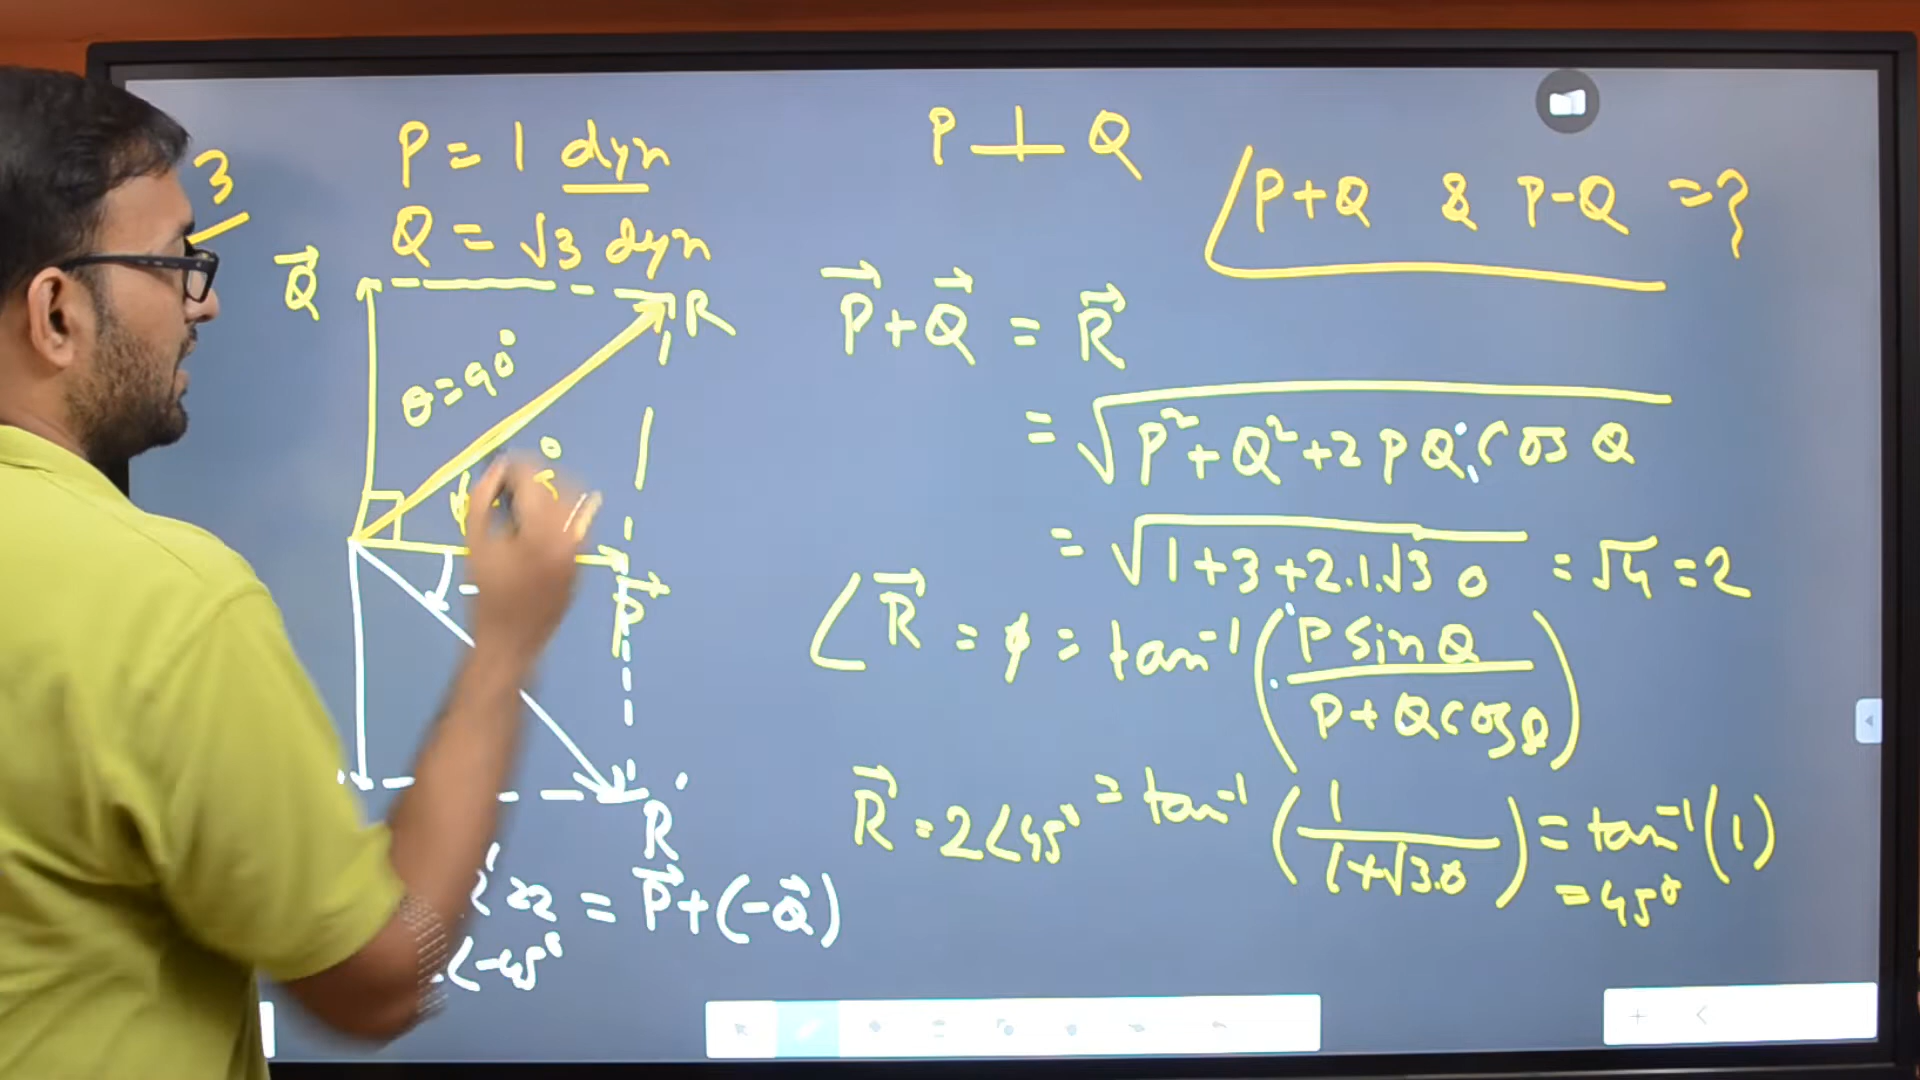 3
P = 1 dyn
Q = √3 dyn
P ⊥ Q
P+Q & P-Q = ?
Q⃗
R
θ=90°
P⃗
R
= P⃗+(-Q⃗)
<-45°
P⃗+Q⃗ = R⃗
= √P²+Q²+2PQ.Cos Q
= √1+3+2.1.√3 0 = √4 = 2
∠R⃗ = φ = tan⁻¹ (P sin Q / P+ Q cos θ)
R⃗ = 2∠45° = tan⁻¹ (1 / 1+√3.0) = tan⁻¹ (1)
= 45°